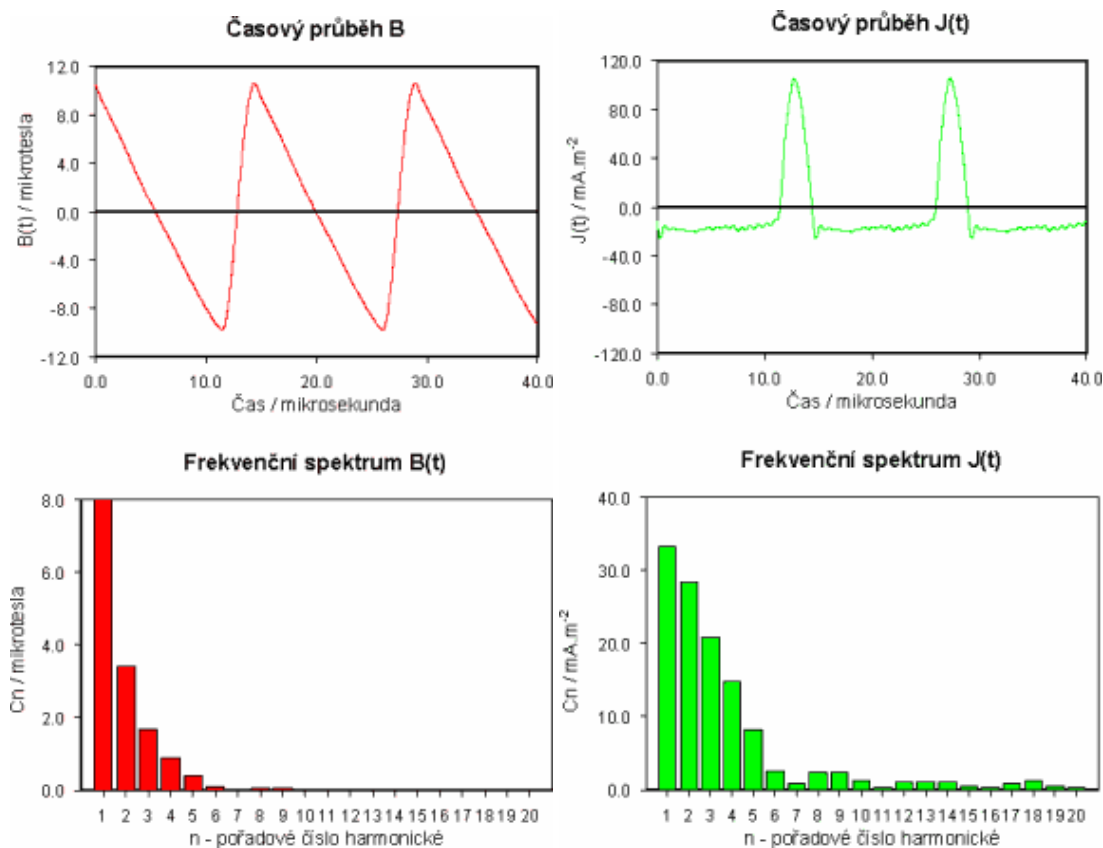 Časový průběh B
B(t) / mikrotesla
12.0
8.0
4.0
0.0
-4.0
-8.0
-12.0
0.0 10.0 20.0 30.0 40.0
Čas / mikrosekunda
Časový průběh J(t)
J(t) / mA.m-2
120.0
80.0
40.0
0.0
-40.0
-80.0
-120.0
0.0 10.0 20.0 30.0 40.0
Čas / mikrosekunda
Frekvenční spektrum B(t)
Cn / mikrotesla
8.0
6.0
4.0
2.0
0.0
1 2 3 4 5 6 7 8 9 10 11 12 13 14 15 16 17 18 19 20
n - pořadové číslo harmonické
Frekvenční spektrum J(t)
Cn / mA.m-2
40.0
30.0
20.0
10.0
0.0
1 2 3 4 5 6 7 8 9 10 11 12 13 14 15 16 17 18 19 20
n - pořadové číslo harmonické